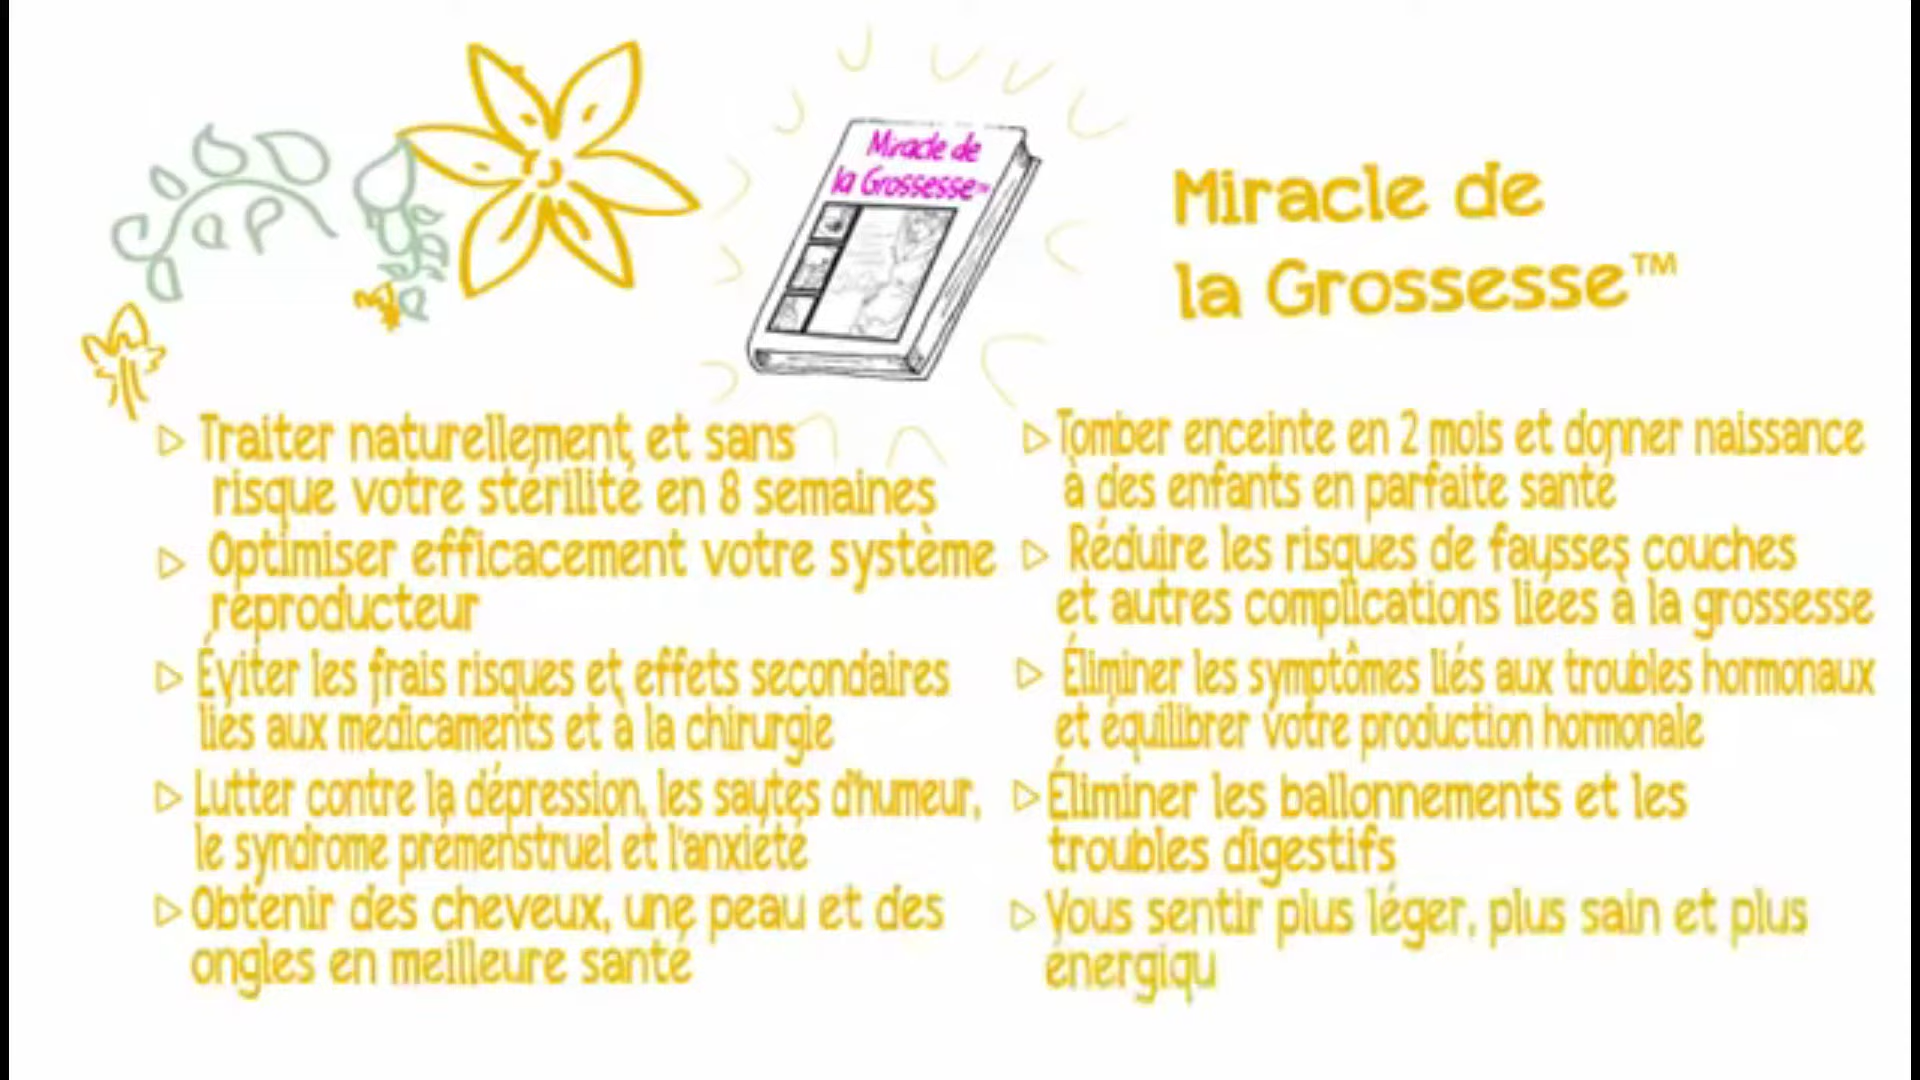 Miracle de
la Grossesse™
Miracle de
la Grossesse™
Traiter naturellement et sans
risque votre stérilité en 8 semaines
Optimiser efficacement votre système
reproducteur
Éviter les frais risques et effets secondaires
liés aux médicaments et à la chirurgie
Lutter contre la dépression, les sautes d'humeur,
le syndrome prémenstruel et l'anxiété
Obtenir des cheveux, une peau et des
ongles en meilleure santé
Tomber enceinte en 2 mois et donner naissance
à des enfants en parfaite santé
Réduire les risques de fausses couches
et autres complications liées à la grossesse
Éliminer les symptômes liés aux troubles hormonaux
et équilibrer votre production hormonale
Éliminer les ballonnements et les
troubles digestifs
Vous sentir plus léger, plus sain et plus
énergiqu